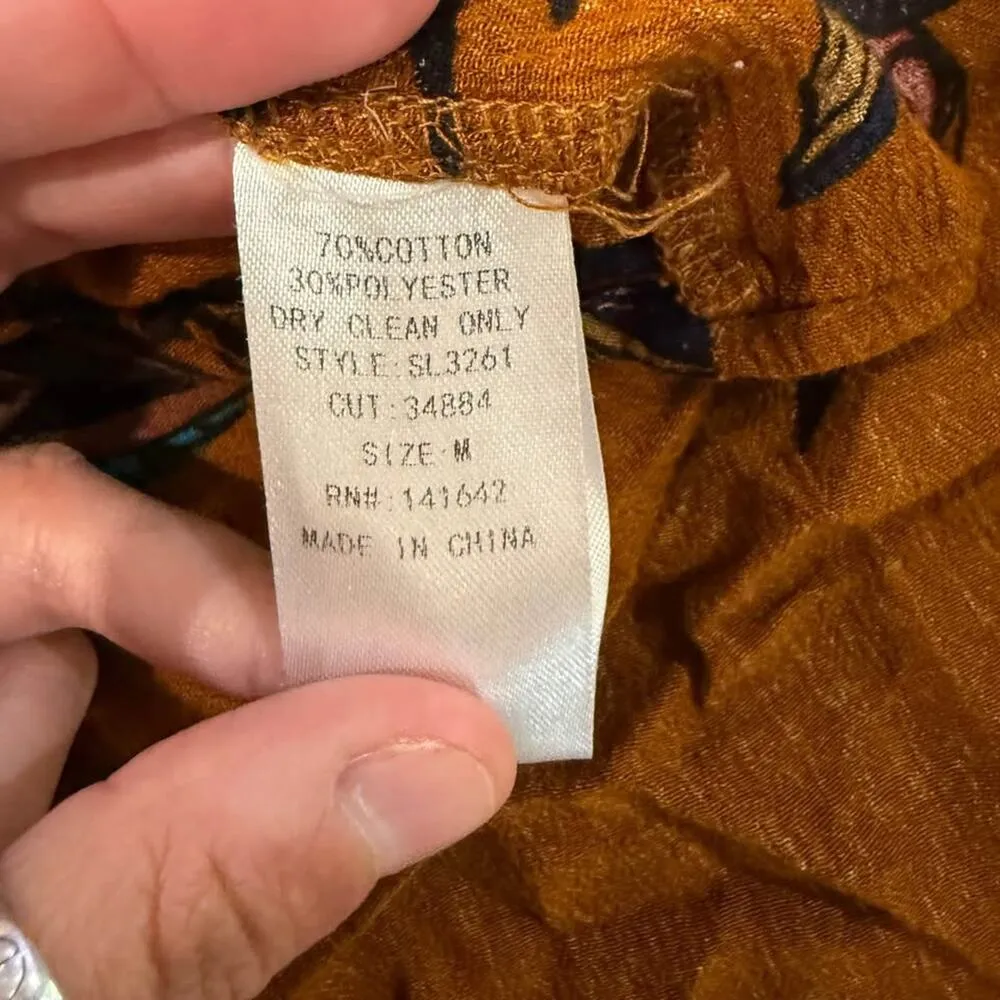 70%COTTON
30%POLYESTER
DRY CLEAN ONLY
STYLE:SL3261
CUT:34884
SIZE:M
RN#:141642
MADE IN CHINA